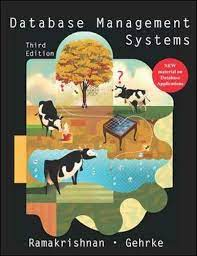 Database Management
Systems
Third
Edition
?
NEW
material on
Database
Applications
Ramakrishnan • Gehrke